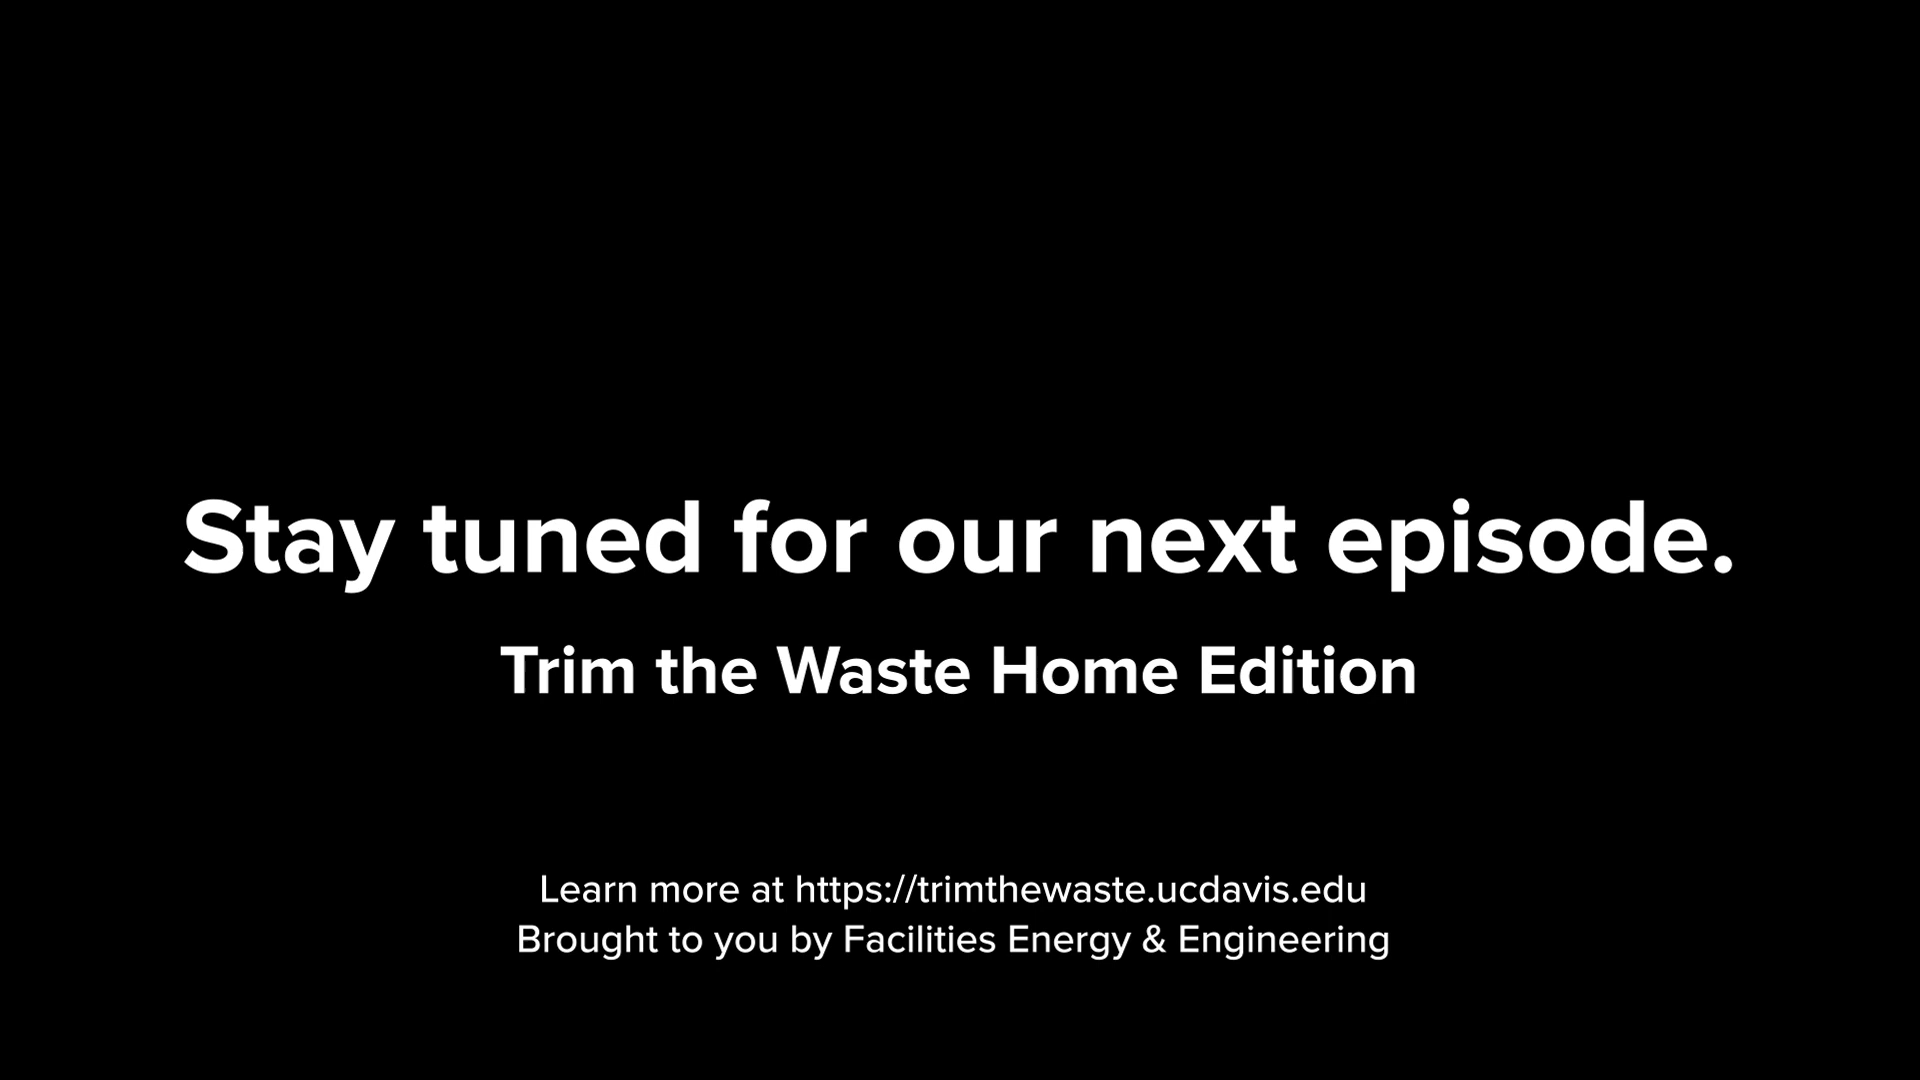 Stay tuned for our next episode.
Trim the Waste Home Edition
Learn more at https://trimthewaste.ucdavis.edu
Brought to you by Facilities Energy & Engineering